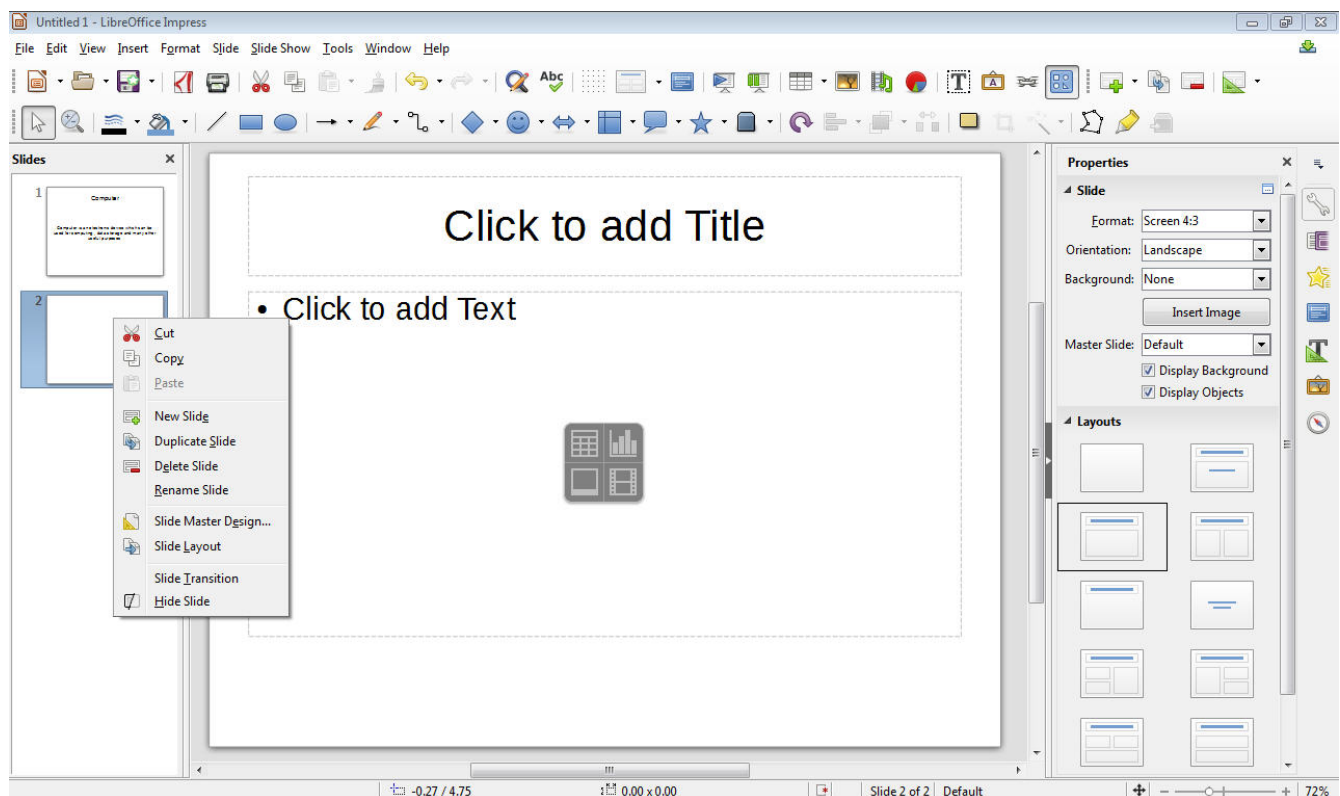 Untitled 1 - LibreOffice Impress
File Edit View Insert Format Slide Slide Show Tools Window Help
Abc
T A
Slides
1
Computer
2
Cut
Copy
Paste
New Slide
Duplicate Slide
Delete Slide
Rename Slide
Slide Master Design...
Slide Layout
Slide Transition
Hide Slide
Click to add Title
• Click to add Text
Properties
Slide
Format: Screen 4:3
Orientation: Landscape
Background: None
Insert Image
Master Slide: Default
Display Background
Display Objects
Layouts
-0.27 / 4.75 0.00 x 0.00 Slide 2 of 2 Default 72%